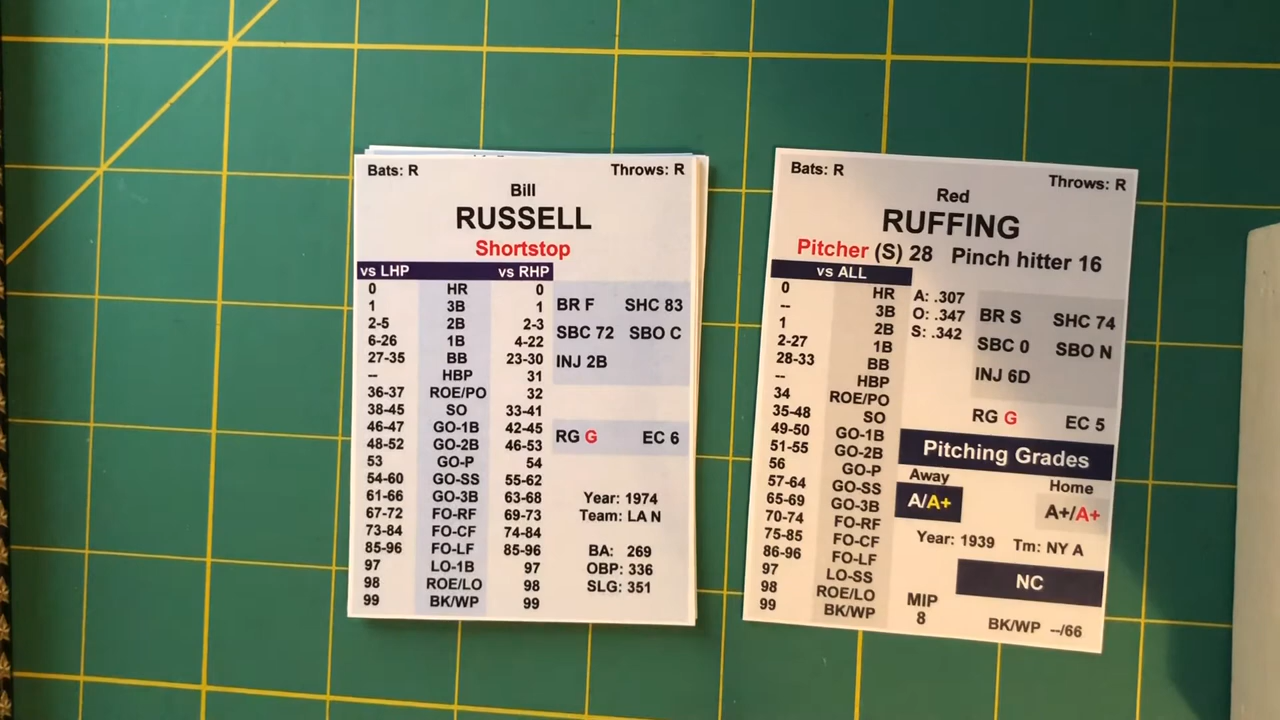 Bats: R Throws: R
Bill
RUSSELL
Shortstop
vs LHP vs RHP
0 HR 0
1 3B 1
2-5 2B 2-3
6-26 1B 4-22
27-35 BB 23-30
-- HBP 31
36-37 ROE/PO 32
38-45 SO 33-41
46-47 GO-1B 42-45
48-52 GO-2B 46-53
53 GO-P 54
54-60 GO-SS 55-62
61-66 GO-3B 63-68
67-72 FO-RF 69-73
73-84 FO-CF 74-84
85-96 FO-LF 85-96
97 LO-1B 97
98 ROE/LO 98
99 BK/WP 99
BR F SHC 83
SBC 72 SBO C
INJ 2B
RG G EC 6
Year: 1974
Team: LA N
BA: 269
OBP: 336
SLG: 351
Bats: R Throws: R
Red
RUFFING
Pitcher (S) 28 Pinch hitter 16
vs ALL
0 HR
-- 3B
1 2B
2-27 1B
28-33 BB
-- HBP
34 ROE/PO
35-48 SO
49-50 GO-1B
51-55 GO-2B
56 GO-P
57-64 GO-SS
65-69 GO-3B
70-74 FO-RF
75-85 FO-CF
86-96 FO-LF
97 LO-SS
98 ROE/LO
99 BK/WP
A: .307
O: .347
S: .342
BR S SHC 74
SBC 0 SBO N
INJ 6D
RG G EC 5
Pitching Grades
Away Home
A/A+ A+/A+
Year: 1939 Tm: NY A
NC
MIP
8
BK/WP --/66